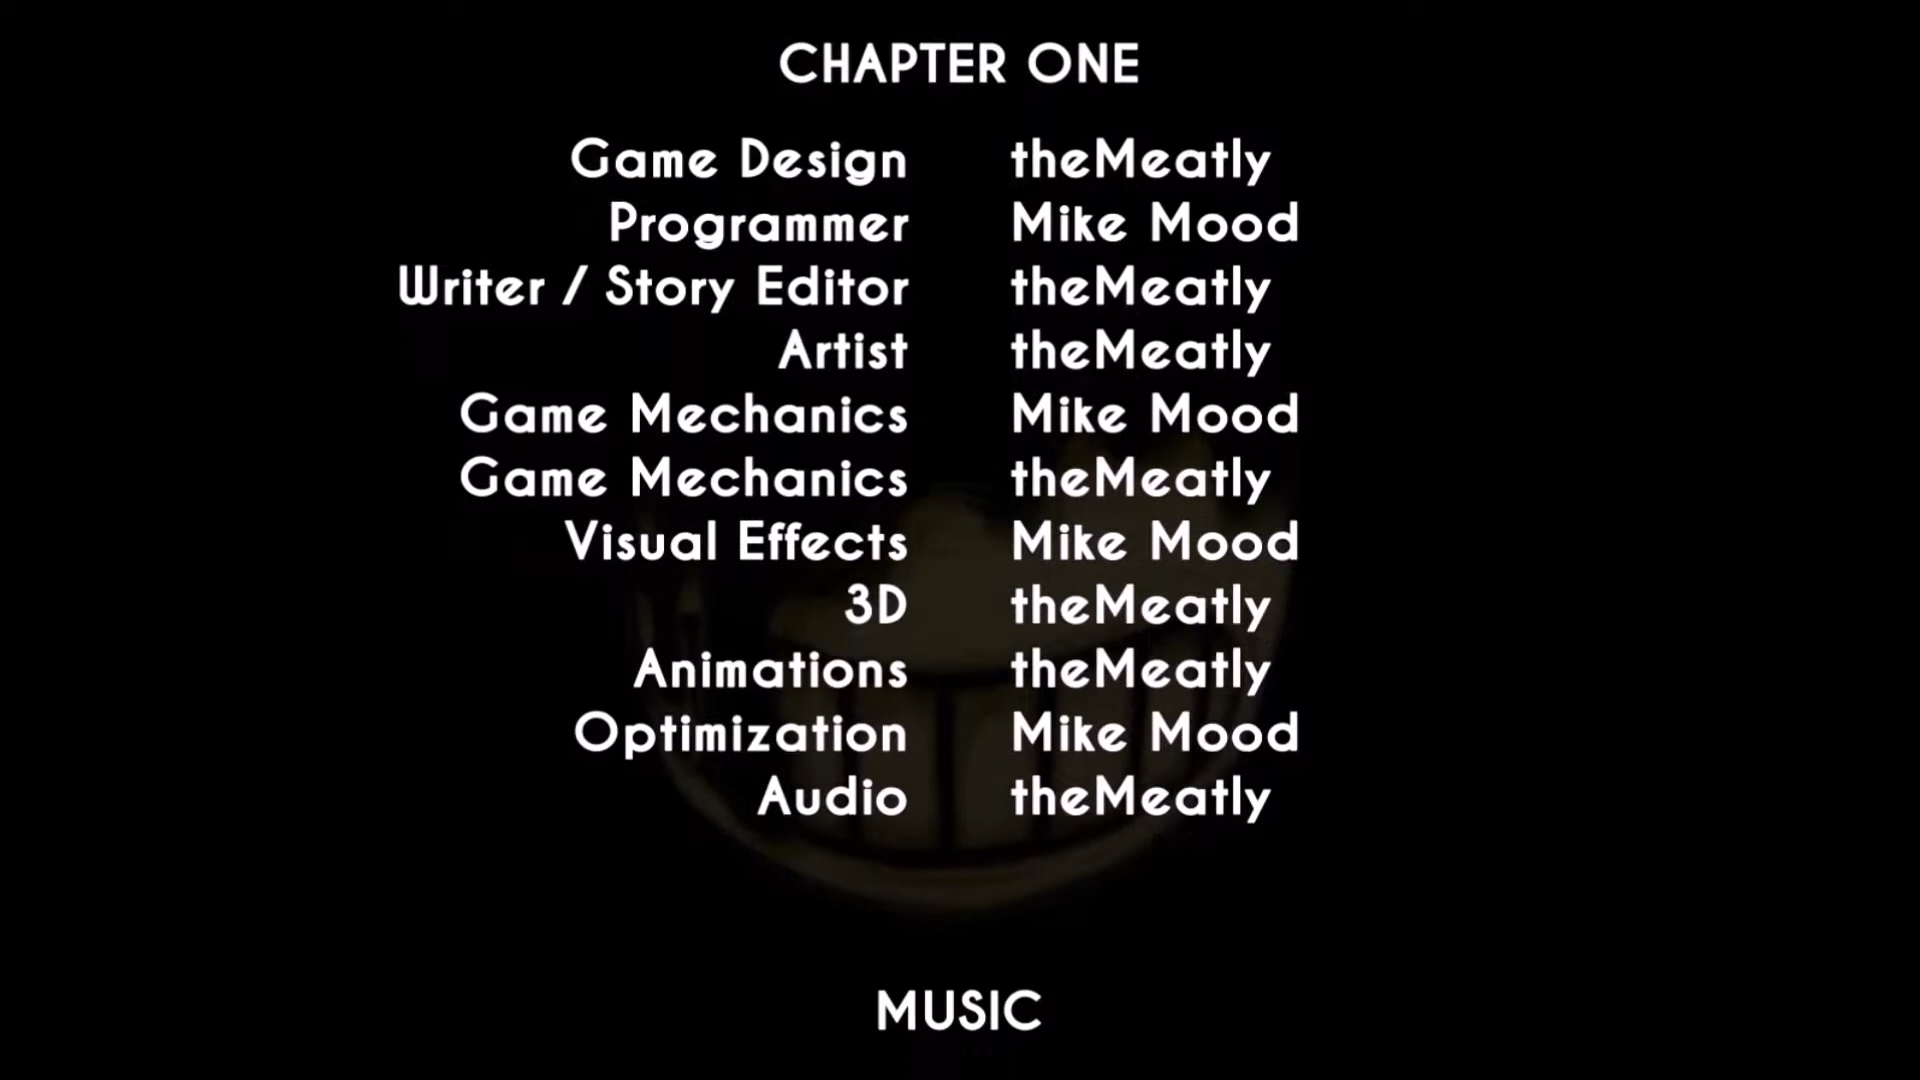 CHAPTER ONE
Game Design theMeatly
Programmer Mike Mood
Writer / Story Editor theMeatly
Artist theMeatly
Game Mechanics Mike Mood
Game Mechanics theMeatly
Visual Effects Mike Mood
3D theMeatly
Animations theMeatly
Optimization Mike Mood
Audio theMeatly
MUSIC